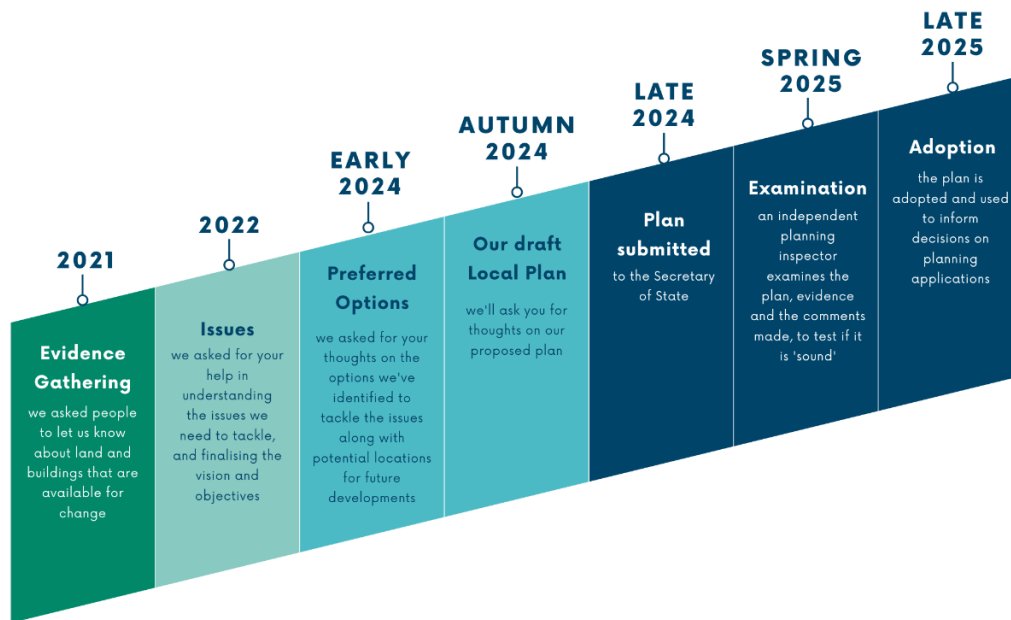 2021
Evidence
Gathering
we asked people
to let us know
about land and
buildings that are
available for
change
2022
Issues
we asked for your
help in
understanding
the issues we
need to tackle,
and finalising the
vision and
objectives
EARLY
2024
Preferred
Options
we asked for your
thoughts on the
options we've
identified to
tackle the issues
along with
potential locations
for future
developments
AUTUMN
2024
Our draft
Local Plan
we'll ask you for
thoughts on our
proposed plan
LATE
2024
Plan
submitted
to the Secretary
of State
SPRING
2025
Examination
an independent
planning
inspector
examines the
plan, evidence
and the comments
made, to test if it
is 'sound'
LATE
2025
Adoption
the plan is
adopted and used
to inform
decisions on
planning
applications